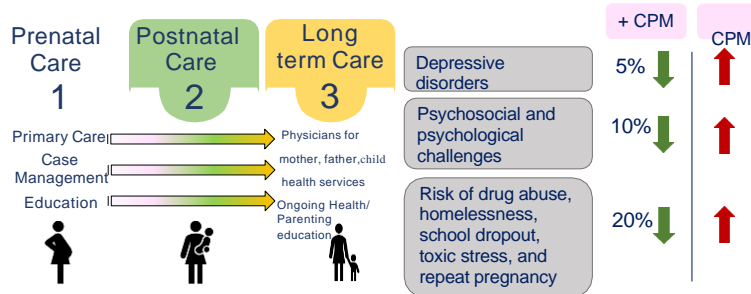 Prenatal
Care
1
Postnatal
Care
2
Long
term Care
3
Primary Care
Case
Management
Education
Physicians for
mother, father,child
health services
Ongoing Health/
Parenting
education
+ CPM
CPM
Depressive
disorders
5%
Psychosocial and
psychological
challenges
10%
Risk of drug abuse,
homelessness,
school dropout,
toxic stress, and
repeat pregnancy
20%